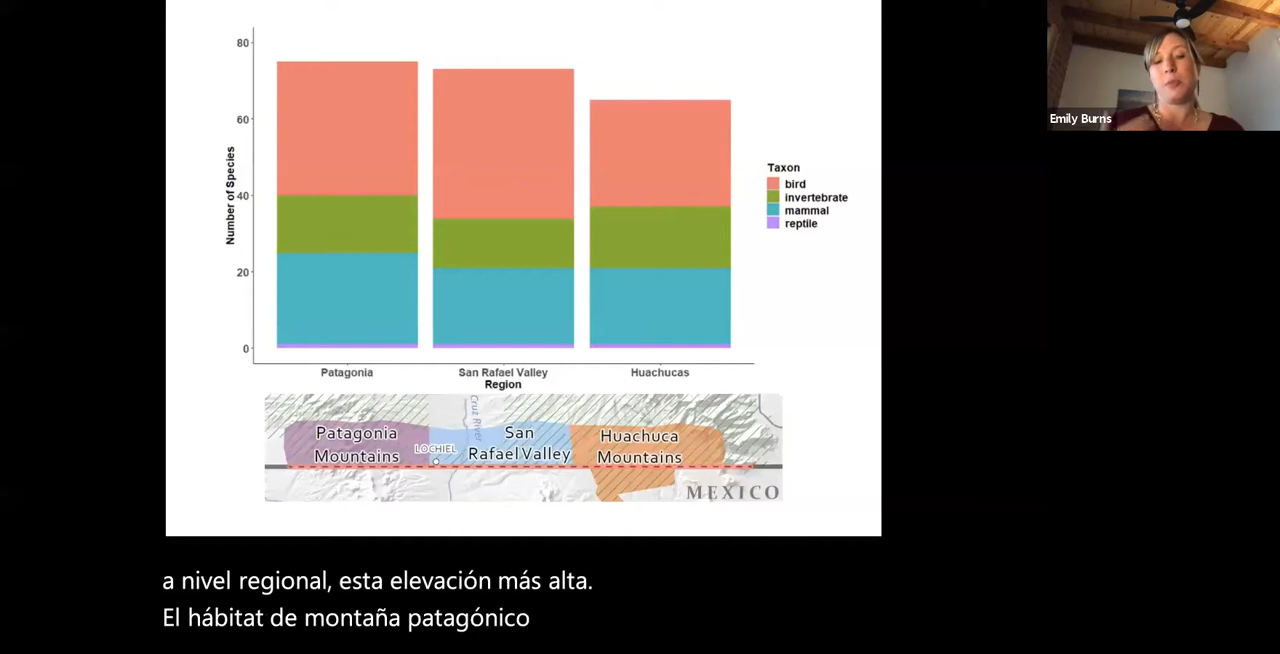 80
60
40
20
0
Number of Species
Patagonia
San Rafael Valley
Huachucas
Region
Taxon
bird
invertebrate
mammal
reptile
Emily Burns
Cruz River
Patagonia
Mountains
LOCHIEL
San
Rafael Valley
Huachuca
Mountains
MEXICO
a nivel regional, esta elevación más alta.
El hábitat de montaña patagónico